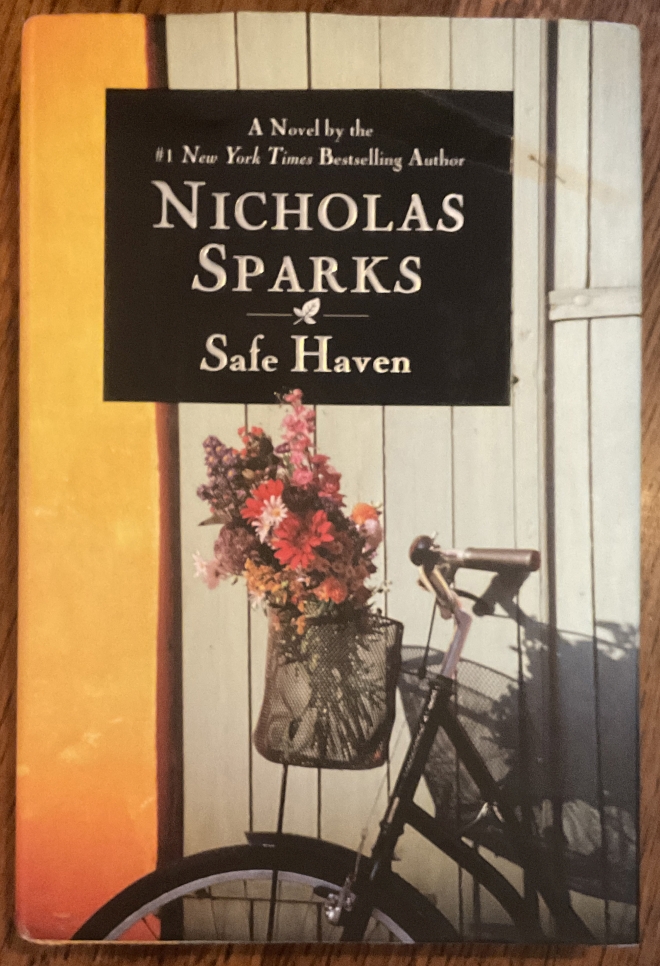 A Novel by the
#1 New York Times Bestselling Author
NICHOLAS
SPARKS
Safe Haven